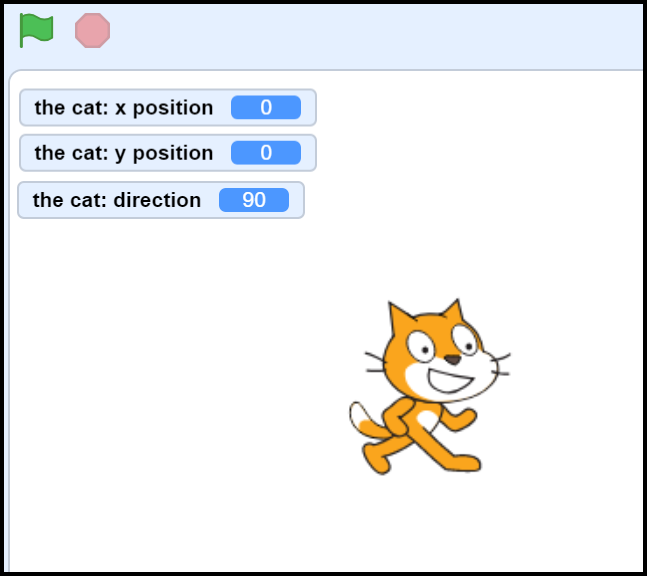 the cat: x position 0
the cat: y position 0
the cat: direction 90